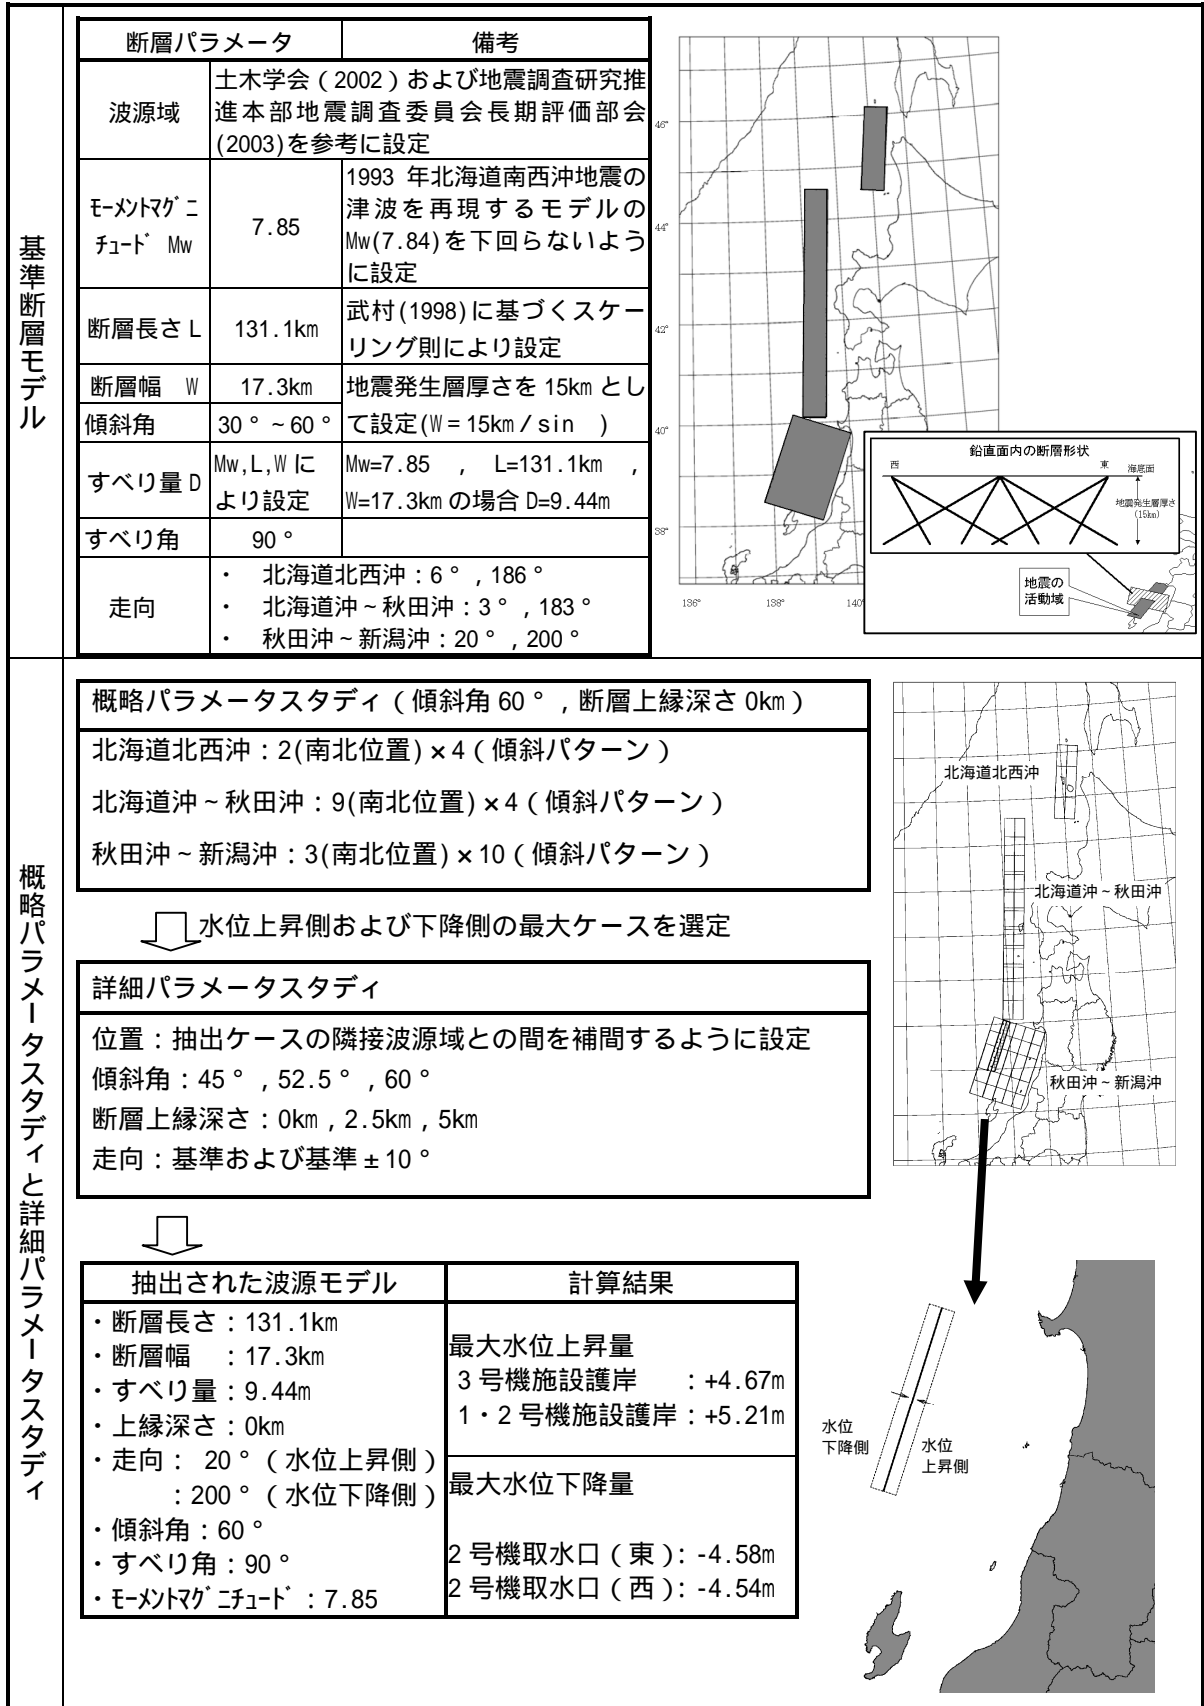 基準断層モデル
断層パラメータ 備考
波源域
土木学会（2002）および地震調査研究推
進本部地震調査委員会長期評価部会
(2003)を参考に設定
ﾓｰﾒﾝﾄﾏｸﾞﾆ
ﾁｭｰﾄﾞ Mw
7.85
1993 年北海道南西沖地震の
津波を再現するモデルの
Mw(7.84)を下回らないよう
に設定
断層長さ L
131.1km
武村(1998)に基づくスケー
リング則により設定
断層幅 W
17.3km
傾斜角
30°~60°
地震発生層厚さを 15km とし
て設定(W＝15km／sin )
すべり量 D
Mw,L,W に
より設定
Mw=7.85 ， L=131.1km ，
W=17.3km の場合 D=9.44m
すべり角
90°
走向
・ 北海道北西沖：6°，186°
・ 北海道沖~秋田沖：3°，183°
・ 秋田沖~新潟沖：20°，200°
46°
44°
42°
40°
38°
136°
138°
140°
鉛直面内の断層形状
西
東
海底面
地震発生層厚さ
(15km)
地震の
活動域
概略パラメータスタディと詳細パラメータスタディ
概略パラメータスタディ（傾斜角 60°，断層上縁深さ 0km）
北海道北西沖：2(南北位置)×4（傾斜パターン）
北海道沖~秋田沖：9(南北位置)×4（傾斜パターン）
秋田沖~新潟沖：3(南北位置)×10（傾斜パターン）
水位上昇側および下降側の最大ケースを選定
詳細パラメータスタディ
位置：抽出ケースの隣接波源域との間を補間するように設定
傾斜角：45°，52.5°，60°
断層上縁深さ：0km，2.5km，5km
走向：基準および基準±10°
北海道北西沖
北海道沖~秋田沖
秋田沖~新潟沖
抽出された波源モデル
・断層長さ：131.1km
・断層幅 ：17.3km
・すべり量：9.44m
・上縁深さ：0km
・走向： 20°（水位上昇側）
：200°（水位下降側）
・傾斜角：60°
・すべり角：90°
・ﾓｰﾒﾝﾄﾏｸﾞﾆﾁｭｰﾄﾞ：7.85
計算結果
最大水位上昇量
3 号機施設護岸 ：+4.67m
1・2 号機施設護岸：+5.21m
最大水位下降量
2 号機取水口（東）：-4.58m
2 号機取水口（西）：-4.54m
水位
下降側
水位
上昇側